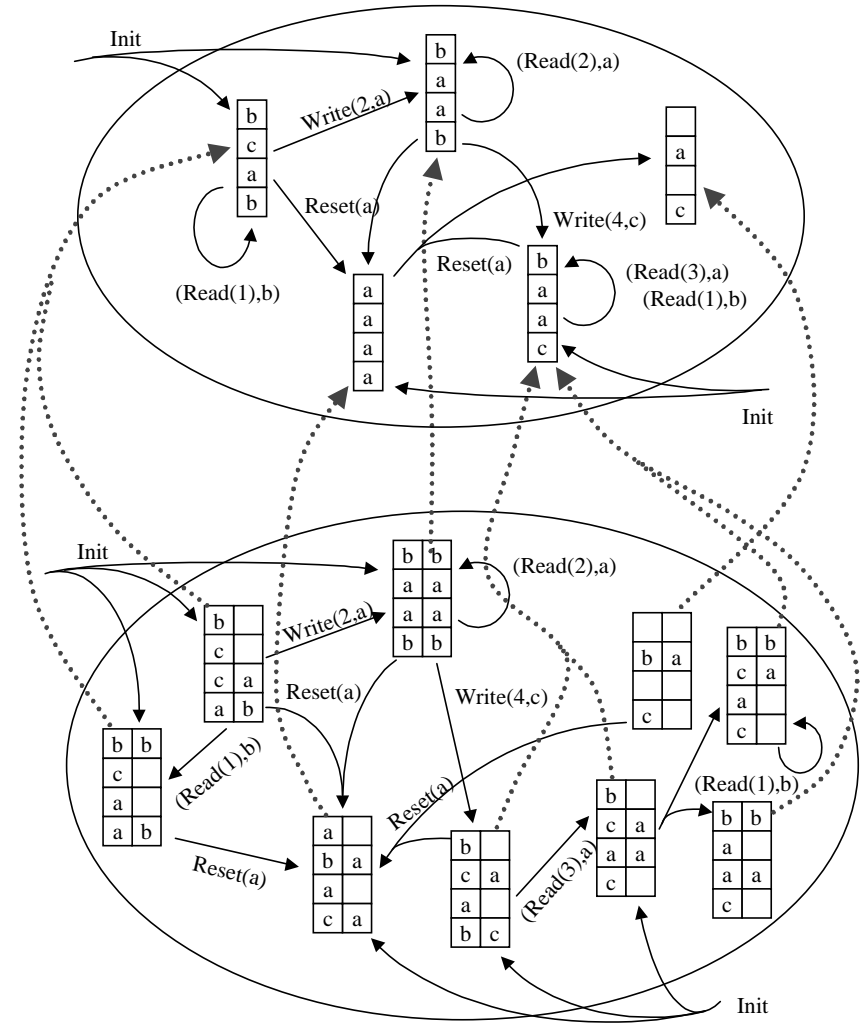 Init
b
a
a
b
(Read(2),a)
b
c
a
b
Write(2,a)
a
c
Reset(a)
Write(4,c)
(Read(1),b)
Reset(a)
b
a
a
c
(Read(3),a)
(Read(1),b)
a
a
a
a
Init
Init
b b
a a
a a
b b
(Read(2),a)
b
c
c a
a b
Write(2,a)
b a
c
b b
c a
a
c
Reset(a)
Write(4,c)
b b
c
a
a b
(Read(1),b)
Reset(a)
a
b a
a
c a
Reset(a)
b
c a
a
b c
(Read(3),a)
b
c a
a a
c
(Read(1),b)
b b
a
a a
c
Init